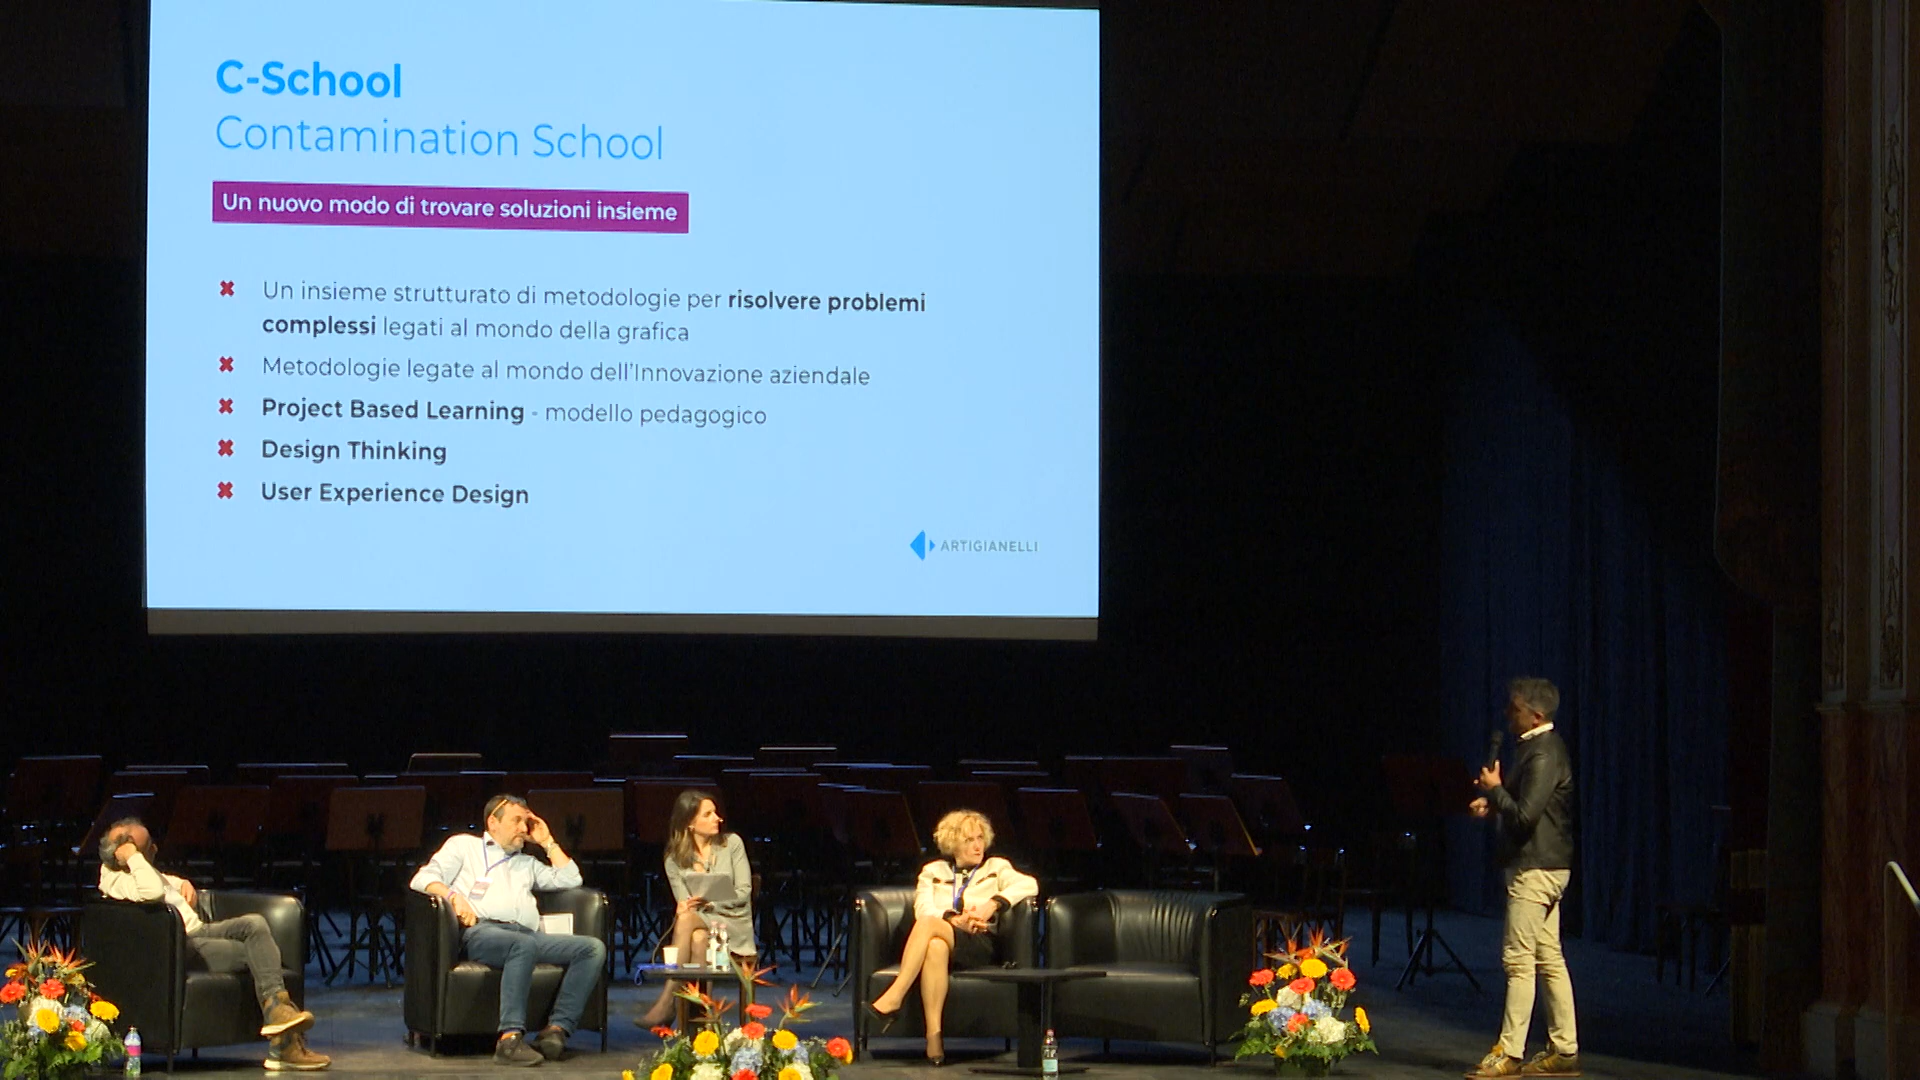 C-School
Contamination School
Un nuovo modo di trovare soluzioni insieme
Un insieme strutturato di metodologie per risolvere problemi
complessi legati al mondo della grafica
Metodologie legate al mondo dell'Innovazione aziendale
Project Based Learning - modello pedagogico
Design Thinking
User Experience Design
ARTIGIANELLI